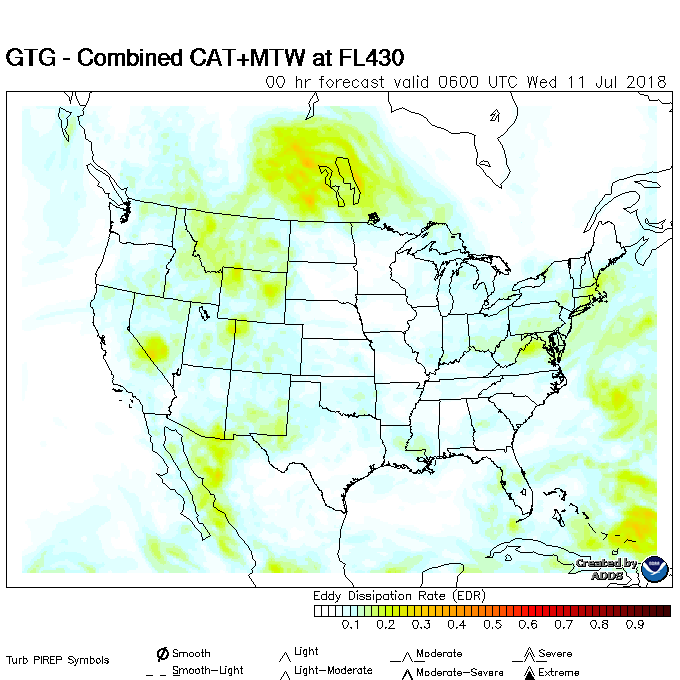 GTG - Combined CAT+MTW at FL430
00 hr forecast valid 0600 UTC Wed 11 Jul 2018
Created by
ADDS
NOAA
Eddy Dissipation Rate (EDR)
0.1 0.2 0.3 0.4 0.5 0.6 0.7 0.8 0.9
Turb PIREP Symbols
Smooth Light Moderate Severe
Smooth-Light Light-Moderate Moderate-Severe Extreme